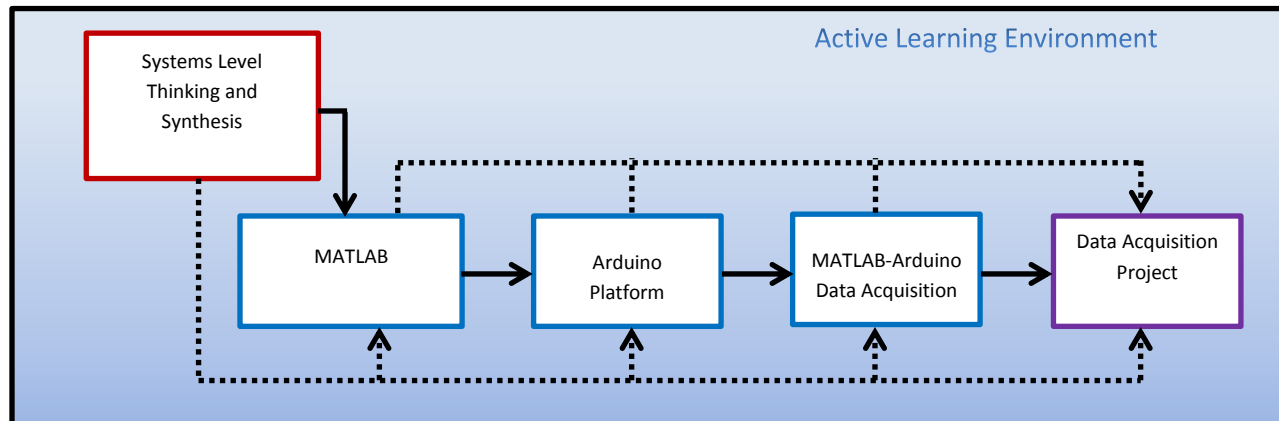 Active Learning Environment
Systems Level
Thinking and
Synthesis
MATLAB
Arduino
Platform
MATLAB-Arduino
Data Acquisition
Data Acquisition
Project